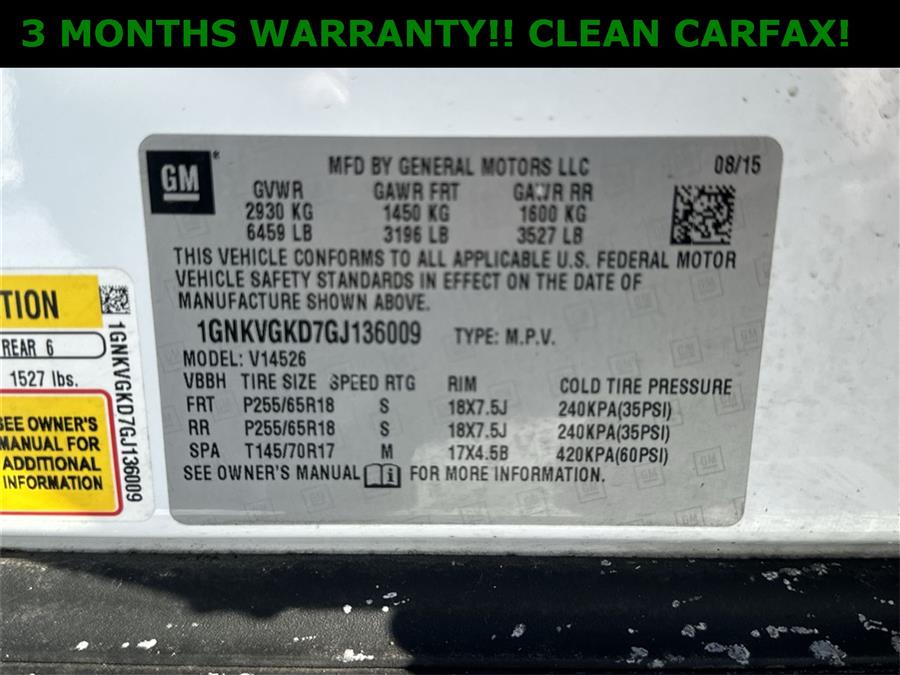 3 MONTHS WARRANTY!! CLEAN CARFAX!
GM
MFD BY GENERAL MOTORS LLC 08/15
GVWR GAWR FRT GAWR RR
2930 KG 1450 KG 1600 KG
6459 LB 3196 LB 3527 LB
THIS VEHICLE CONFORMS TO ALL APPLICABLE U.S. FEDERAL MOTOR
VEHICLE SAFETY STANDARDS IN EFFECT ON THE DATE OF
MANUFACTURE SHOWN ABOVE.
1GNKVGKD7GJ136009 TYPE: M.P.V.
MODEL: V14526
VBBH TIRE SIZE SPEED RTG RIM COLD TIRE PRESSURE
FRT P255/65R18 S 18X7.5J 240KPA(35PSI)
RR P255/65R18 S 18X7.5J 240KPA(35PSI)
SPA T145/70R17 M 17X4.5B 420KPA(60PSI)
SEE OWNER'S MANUAL FOR MORE INFORMATION.
TION
REAR 6
1527 lbs.
SEE OWNER'S
MANUAL FOR
ADDITIONAL
INFORMATION
1GNKVGKD7GJ136009